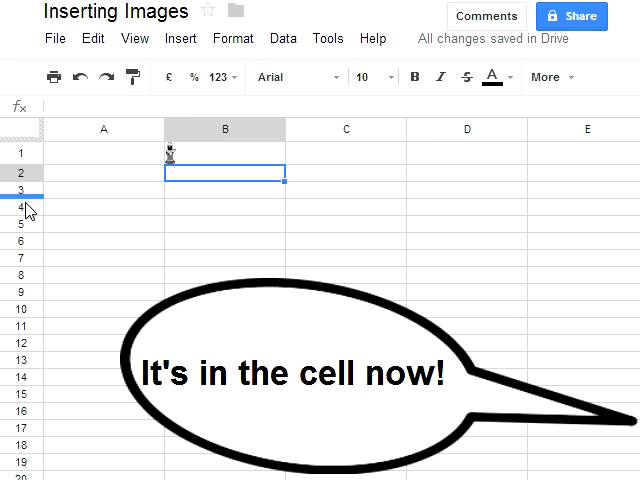 Inserting Images
Comments
Share
File Edit View Insert Format Data Tools Help All changes saved in Drive
£ % 123 Arial 10 B I S A More
fx
A B C D E
1
2
3
4
5
6
7
8
9
10
11
12
13
14
15
16
17
18
19
20
It's in the cell now!